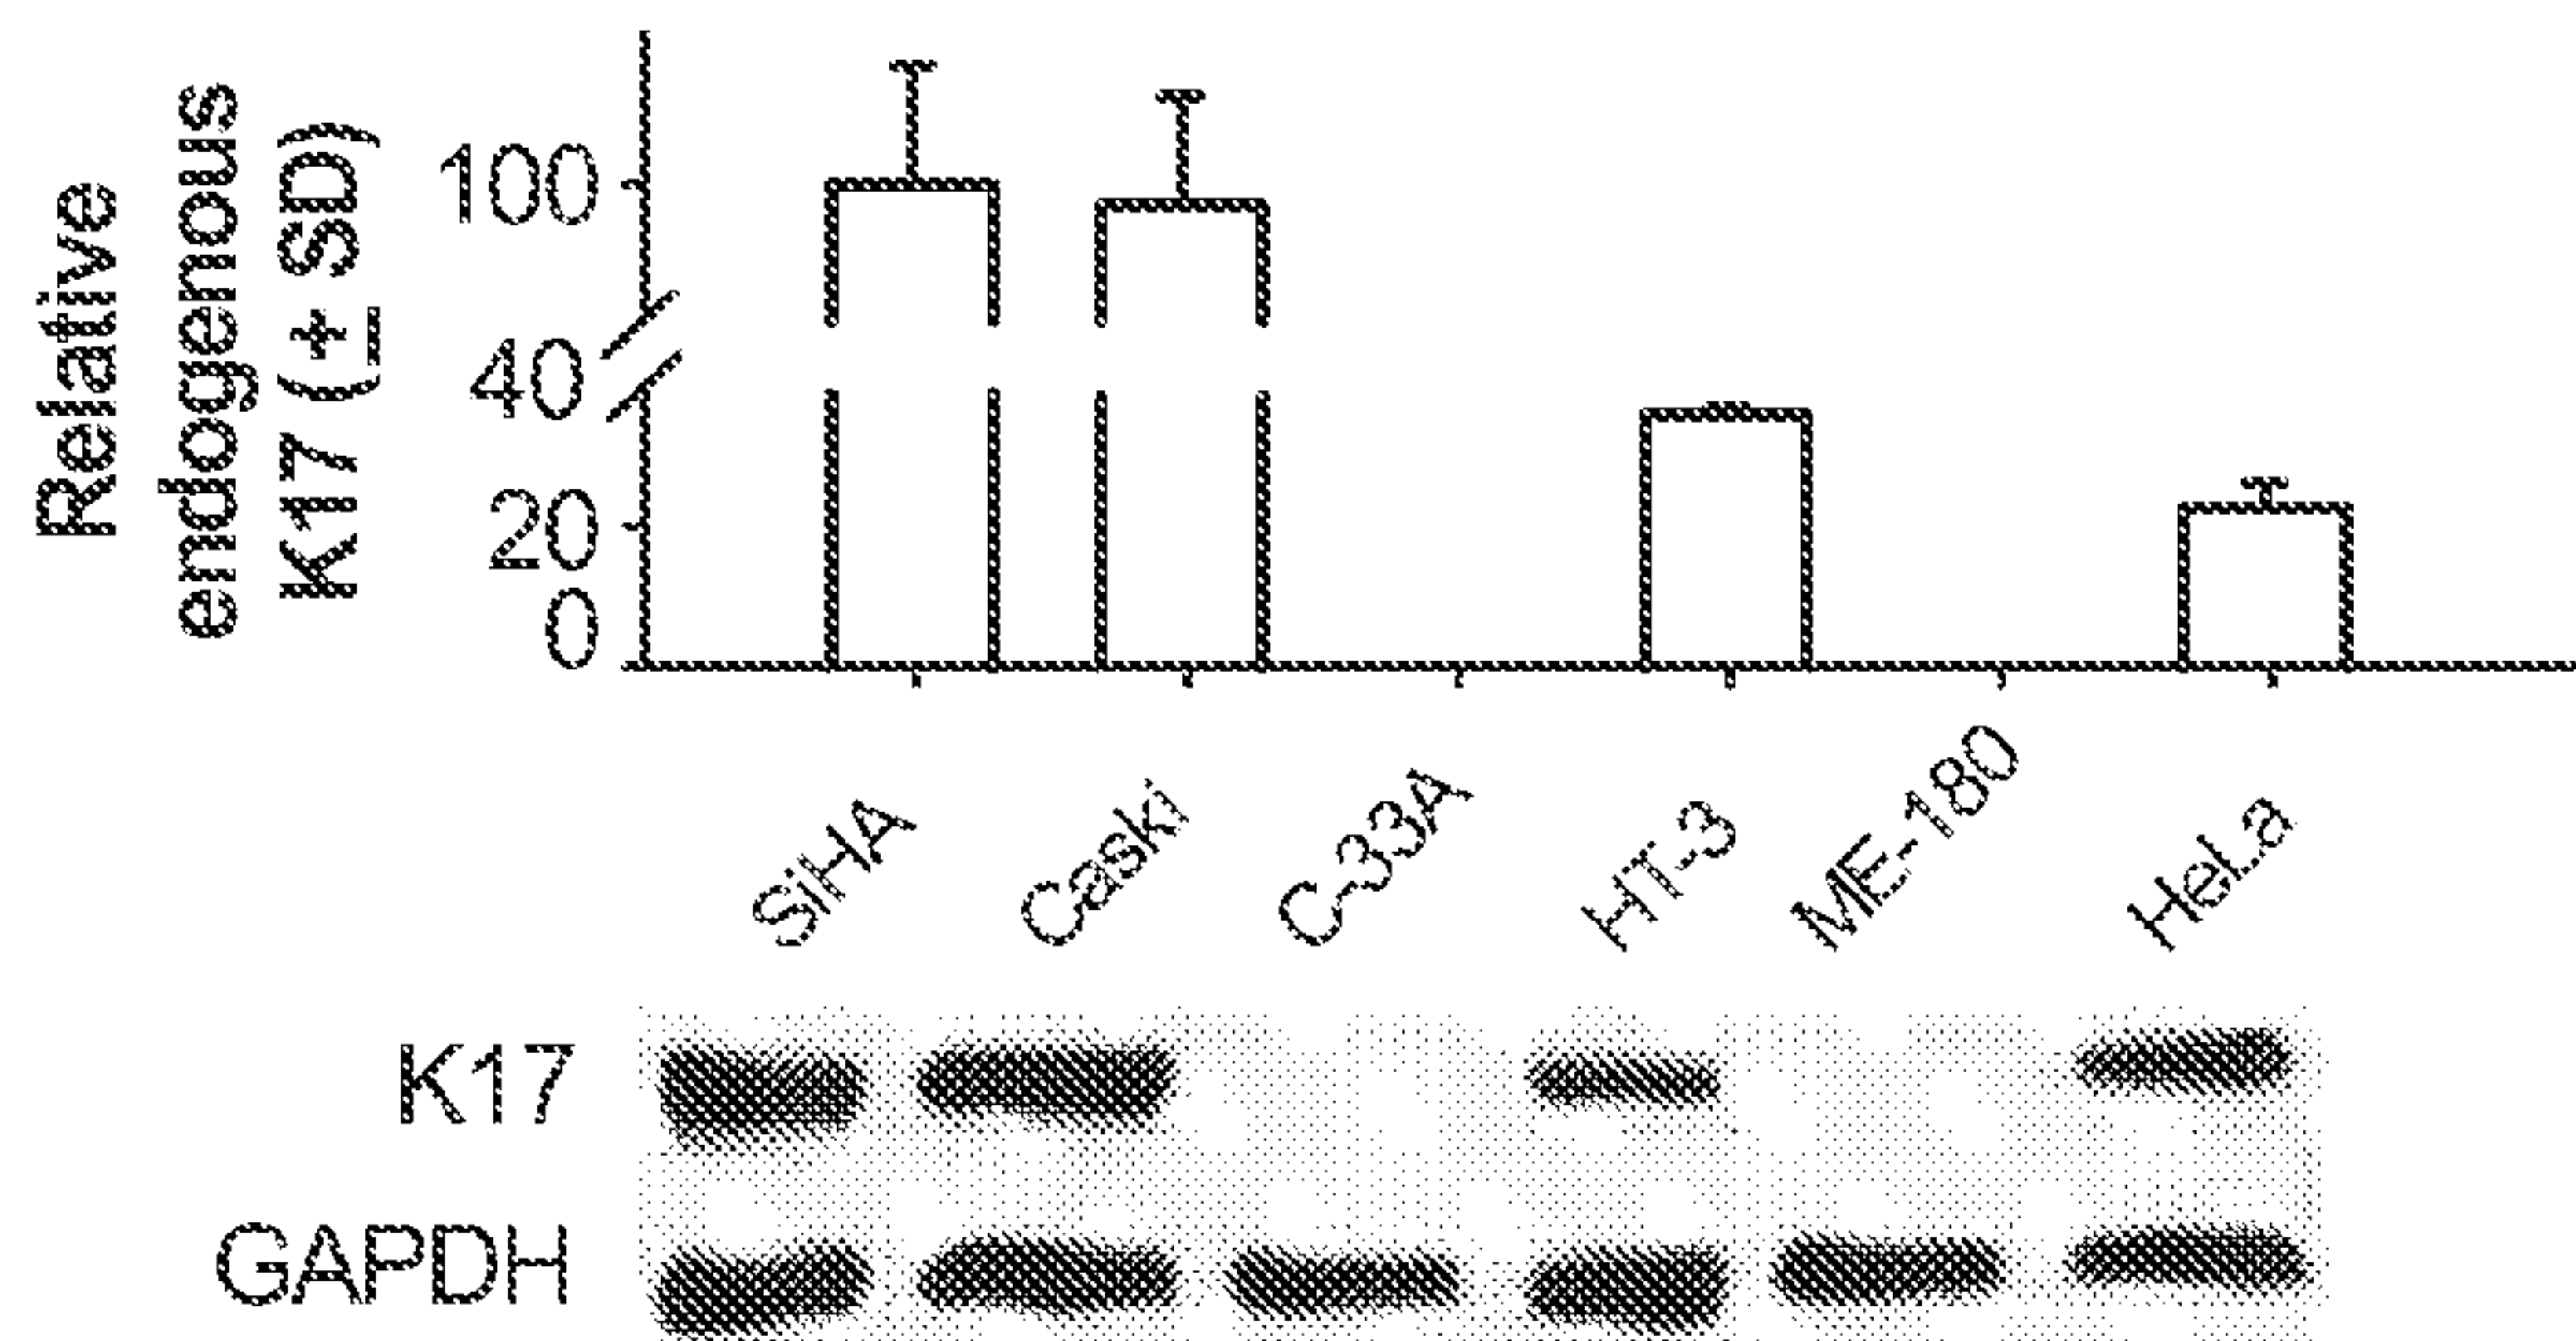 Relative
endogenous
K17 (± SD)
100
40
20
0
SiHA
Caski
C-33A
HT-3
ME-180
HeLa
K17
GAPDH